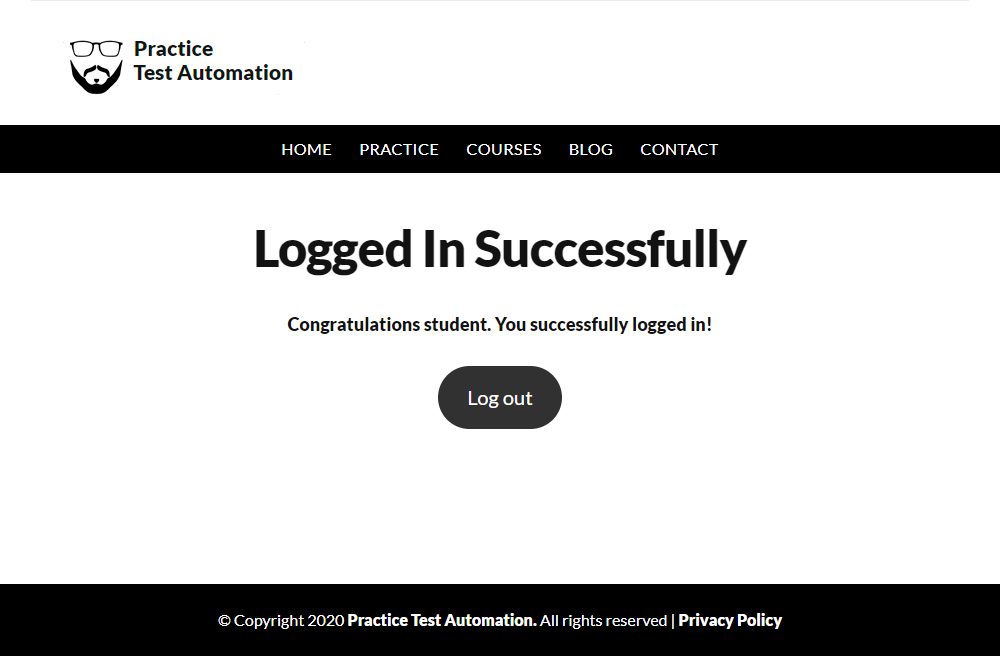 Practice
Test Automation
HOME PRACTICE COURSES BLOG CONTACT
Logged In Successfully
Congratulations student. You successfully logged in!
Log out
© Copyright 2020 Practice Test Automation. All rights reserved | Privacy Policy